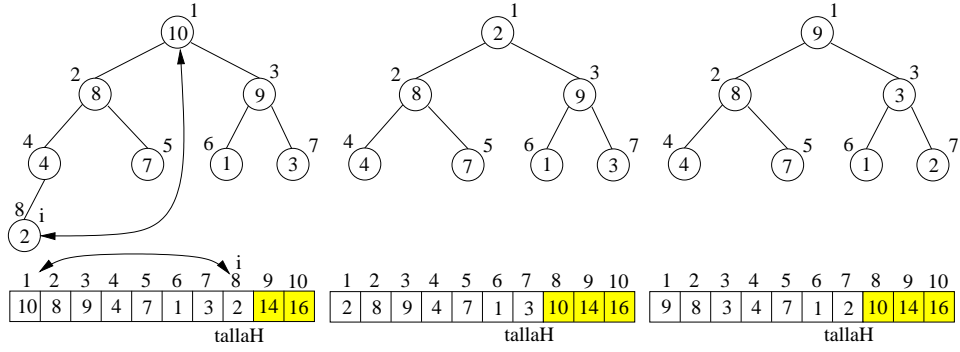 1 1 1
10 2 9
2 3 2 3 2 3
8 9 8 9 8 3
4 5 6 7 4 5 6 7 4 5 6 7
4 7 1 3 4 7 1 3 4 7 1 2
8 i
2
i
1 2 3 4 5 6 7 8 9 10 1 2 3 4 5 6 7 8 9 10 1 2 3 4 5 6 7 8 9 10
10 8 9 4 7 1 3 2 14 16 2 8 9 4 7 1 3 10 14 16 9 8 3 4 7 1 2 10 14 16
tallaH tallaH tallaH